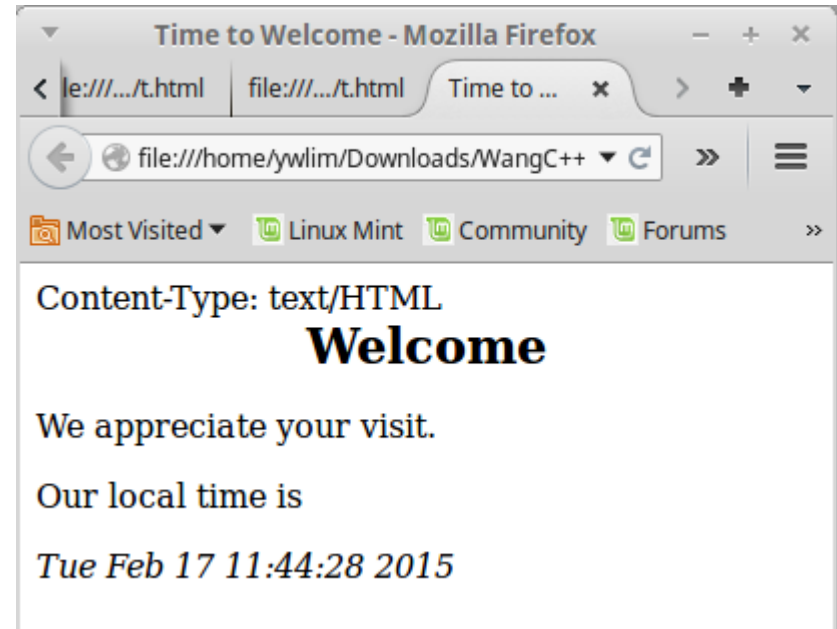 Time to Welcome - Mozilla Firefox
le:///.../t.html file:///.../t.html Time to ...
file:///home/ywlim/Downloads/WangC++
Most Visited Linux Mint Community Forums
Content-Type: text/HTML
Welcome
We appreciate your visit.
Our local time is
Tue Feb 17 11:44:28 2015